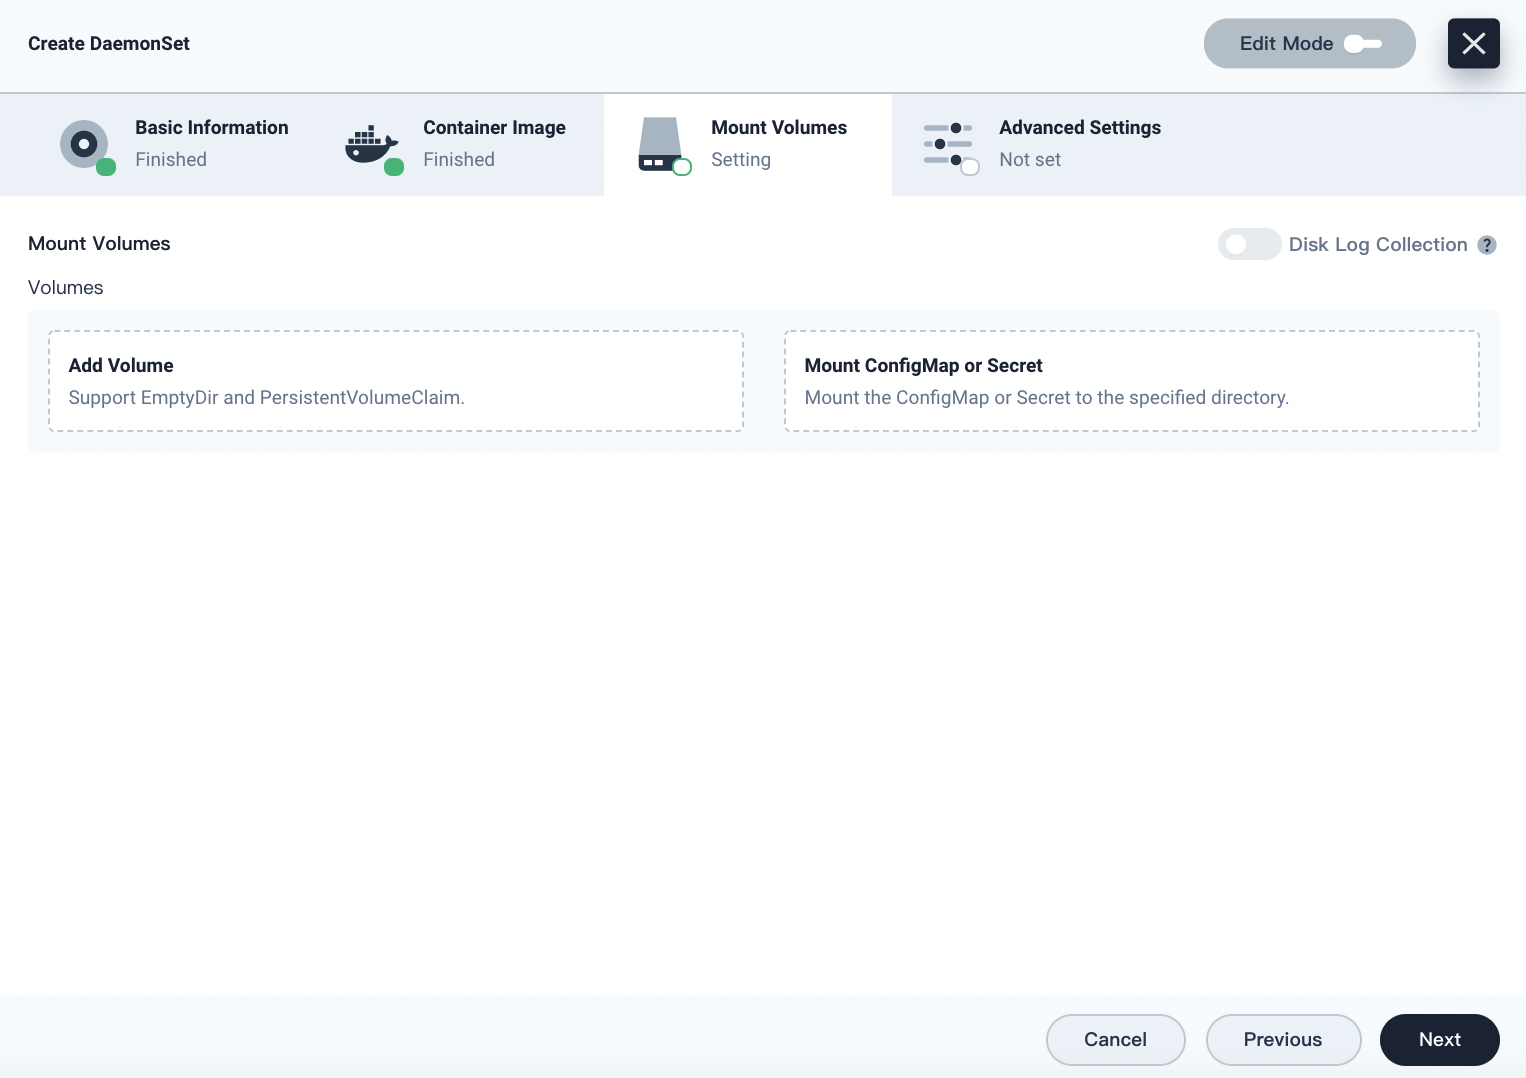 Create DaemonSet
Edit Mode
Basic Information
Finished
Container Image
Finished
Mount Volumes
Setting
Advanced Settings
Not set
Mount Volumes
Disk Log Collection ?
Volumes
Add Volume
Support EmptyDir and PersistentVolumeClaim.
Mount ConfigMap or Secret
Mount the ConfigMap or Secret to the specified directory.
Cancel
Previous
Next